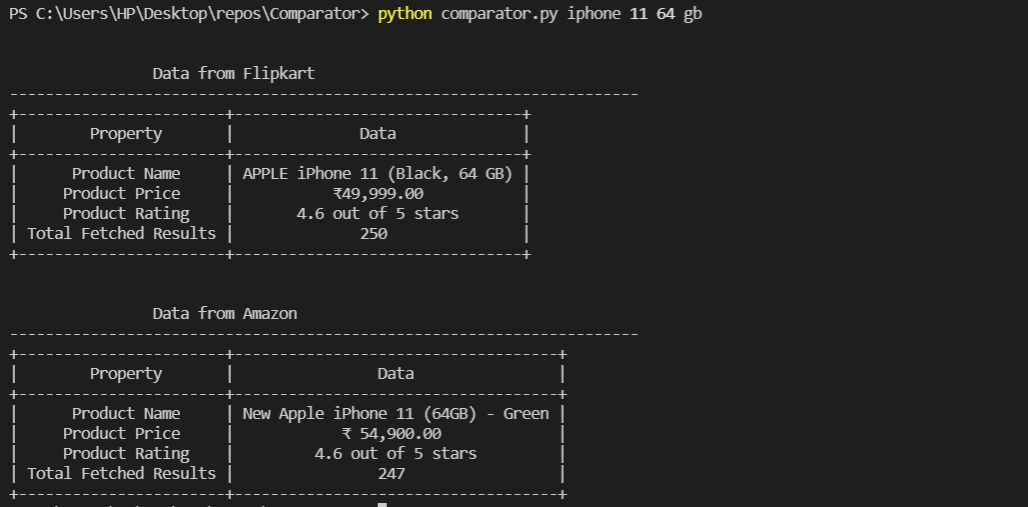 PS C:\Users\HP\Desktop\repos\Comparator> python comparator.py iphone 11 64 gb
Data from Flipkart
----------------------------------------------------------------------
+-----------------------+--------------------------------+
| Property | Data |
+-----------------------+--------------------------------+
| Product Name | APPLE iPhone 11 (Black, 64 GB) |
| Product Price | ₹49,999.00 |
| Product Rating | 4.6 out of 5 stars |
| Total Fetched Results | 250 |
+-----------------------+--------------------------------+
Data from Amazon
----------------------------------------------------------------------
+-----------------------+------------------------------------+
| Property | Data |
+-----------------------+------------------------------------+
| Product Name | New Apple iPhone 11 (64GB) - Green |
| Product Price | ₹ 54,900.00 |
| Product Rating | 4.6 out of 5 stars |
| Total Fetched Results | 247 |
+-----------------------+------------------------------------+